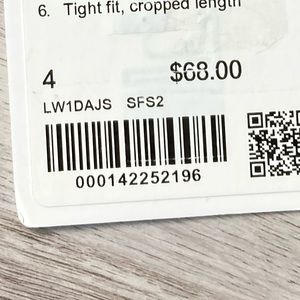 6. Tight fit, cropped length
4 $68.00
LW1DAJS SFS2
000142252196